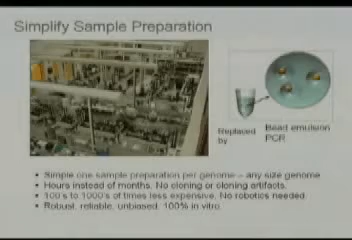 Simplify Sample Preparation
Replaced
by
Bead emulsion
PCR
• Simple one sample preparation per genome – any size genome
• Hours instead of months. No cloning or cloning artifacts.
• 100's to 1000's of times less expensive. No robotics needed
• Robust, reliable, unbiased. 100% in vitro.